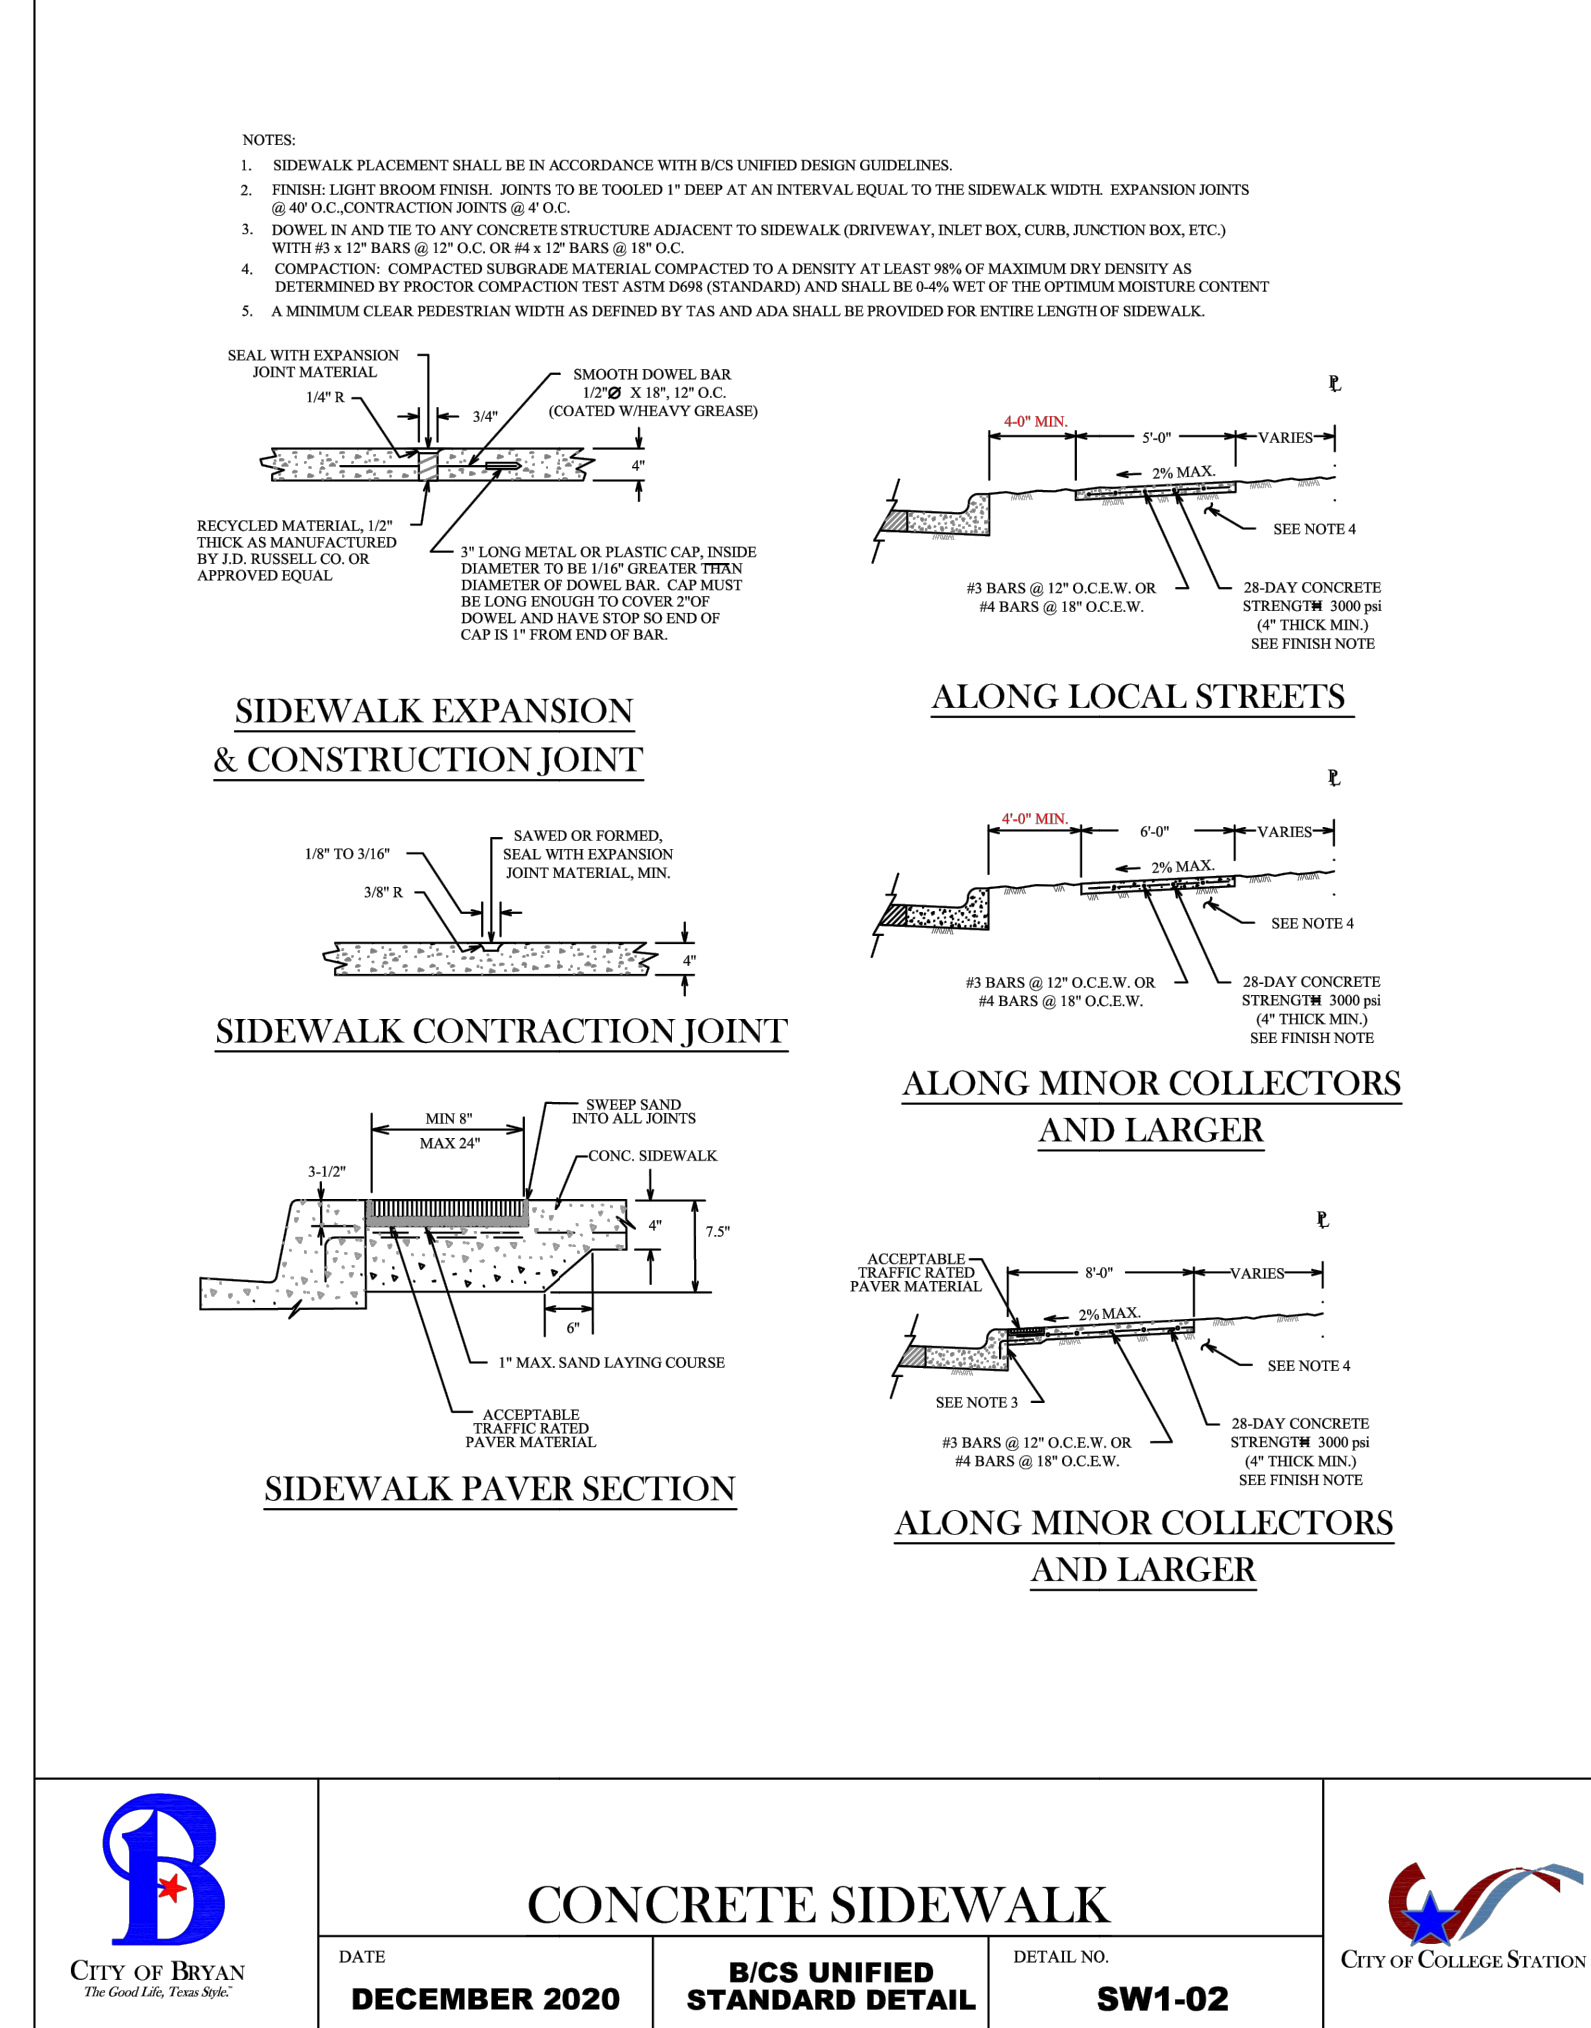 NOTES:
1. SIDEWALK PLACEMENT SHALL BE IN ACCORDANCE WITH B/CS UNIFIED DESIGN GUIDELINES.
2. FINISH: LIGHT BROOM FINISH. JOINTS TO BE TOOLED 1" DEEP AT AN INTERVAL EQUAL TO THE SIDEWALK WIDTH. EXPANSION JOINTS
@ 40' O.C.,CONTRACTION JOINTS @ 4' O.C.
3. DOWEL IN AND TIE TO ANY CONCRETE STRUCTURE ADJACENT TO SIDEWALK (DRIVEWAY, INLET BOX, CURB, JUNCTION BOX, ETC.)
WITH #3 x 12" BARS @ 12" O.C. OR #4 x 12" BARS @ 18" O.C.
4. COMPACTION: COMPACTED SUBGRADE MATERIAL COMPACTED TO A DENSITY AT LEAST 98% OF MAXIMUM DRY DENSITY AS
DETERMINED BY PROCTOR COMPACTION TEST ASTM D698 (STANDARD) AND SHALL BE 0-4% WET OF THE OPTIMUM MOISTURE CONTENT
5. A MINIMUM CLEAR PEDESTRIAN WIDTH AS DEFINED BY TAS AND ADA SHALL BE PROVIDED FOR ENTIRE LENGTH OF SIDEWALK.
SEAL WITH EXPANSION
JOINT MATERIAL
1/4" R
3/4"
SMOOTH DOWEL BAR
1/2"Ø X 18", 12" O.C.
(COATED W/HEAVY GREASE)
4"
RECYCLED MATERIAL, 1/2"
THICK AS MANUFACTURED
BY J.D. RUSSELL CO. OR
APPROVED EQUAL
3" LONG METAL OR PLASTIC CAP, INSIDE
DIAMETER TO BE 1/16" GREATER THAN
DIAMETER OF DOWEL BAR. CAP MUST
BE LONG ENOUGH TO COVER 2"OF
DOWEL AND HAVE STOP SO END OF
CAP IS 1" FROM END OF BAR.
SIDEWALK EXPANSION
& CONSTRUCTION JOINT
PL
4-0" MIN.
5'-0"
VARIES
2% MAX.
SEE NOTE 4
#3 BARS @ 12" O.C.E.W. OR
#4 BARS @ 18" O.C.E.W.
28-DAY CONCRETE
STRENGTH 3000 psi
(4" THICK MIN.)
SEE FINISH NOTE
ALONG LOCAL STREETS
1/8" TO 3/16"
3/8" R
SAWED OR FORMED,
SEAL WITH EXPANSION
JOINT MATERIAL, MIN.
4"
SIDEWALK CONTRACTION JOINT
PL
4'-0" MIN.
6'-0"
VARIES
2% MAX.
SEE NOTE 4
#3 BARS @ 12" O.C.E.W. OR
#4 BARS @ 18" O.C.E.W.
28-DAY CONCRETE
STRENGTH 3000 psi
(4" THICK MIN.)
SEE FINISH NOTE
ALONG MINOR COLLECTORS
AND LARGER
MIN 8"
MAX 24"
3-1/2"
SWEEP SAND
INTO ALL JOINTS
CONC. SIDEWALK
4"
7.5"
6"
1" MAX. SAND LAYING COURSE
ACCEPTABLE
TRAFFIC RATED
PAVER MATERIAL
SIDEWALK PAVER SECTION
PL
ACCEPTABLE
TRAFFIC RATED
PAVER MATERIAL
8'-0"
VARIES
2% MAX.
SEE NOTE 4
SEE NOTE 3
#3 BARS @ 12" O.C.E.W. OR
#4 BARS @ 18" O.C.E.W.
28-DAY CONCRETE
STRENGTH 3000 psi
(4" THICK MIN.)
SEE FINISH NOTE
ALONG MINOR COLLECTORS
AND LARGER
B
CITY OF BRYAN
The Good Life, Texas Style.™
CONCRETE SIDEWALK
DATE
DECEMBER 2020
B/CS UNIFIED
STANDARD DETAIL
DETAIL NO.
SW1-02
CITY OF COLLEGE STATION